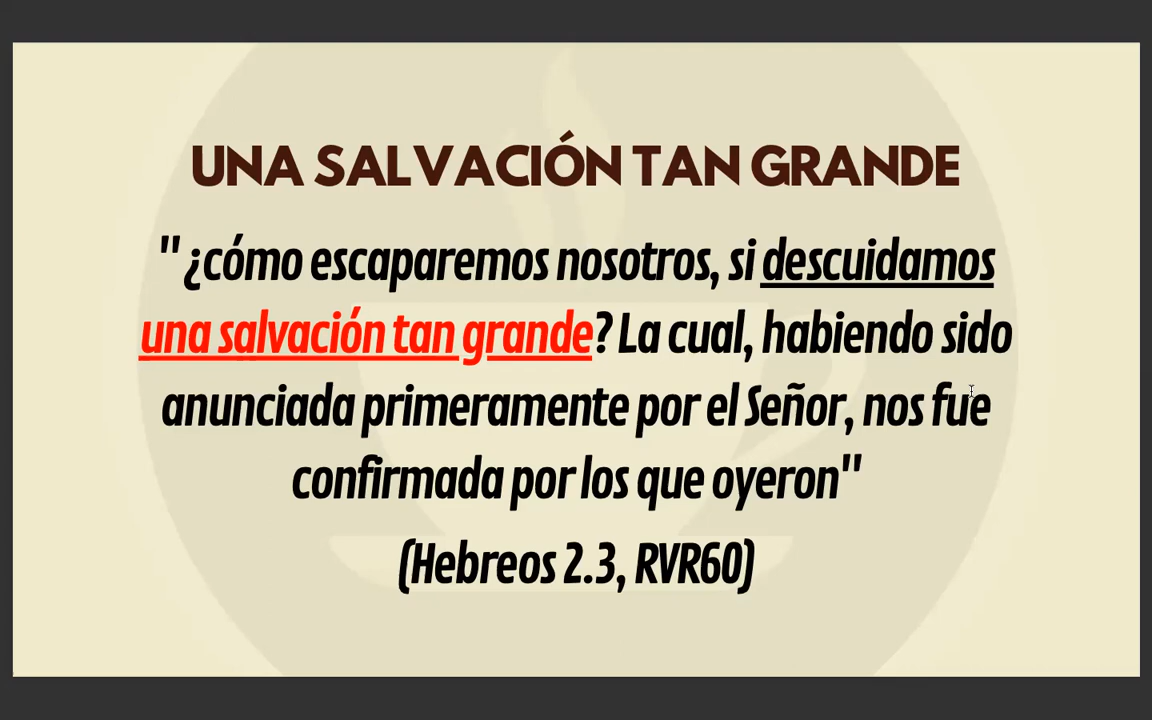 UNA SALVACIÓN TAN GRANDE
"¿cómo escaparemos nosotros, si descuidamos
una salvación tan grande? La cual, habiendo sido
anunciada primeramente por el Señor, nos fue
confirmada por los que oyeron"
(Hebreos 2.3, RVR60)